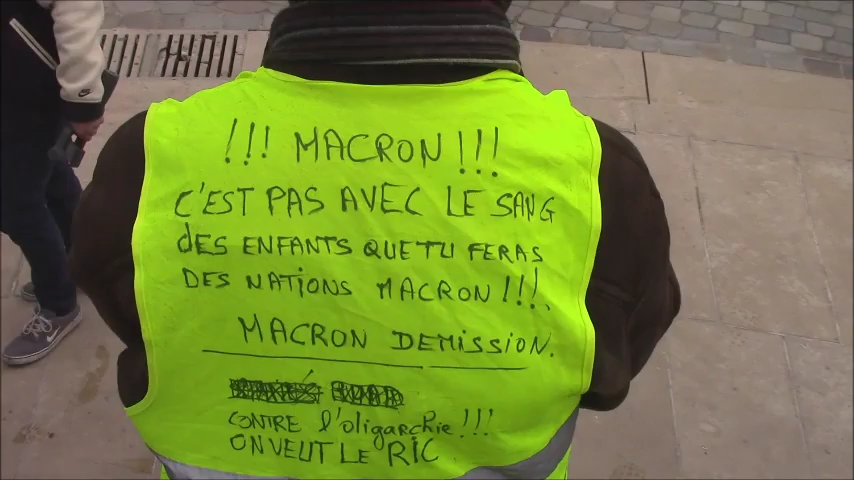 !!! MACRON !!!
C'EST PAS AVEC LE SANG
dES ENFANTS QUE TU FERAS
DES NATIONS MACRON !!!.
MACRON DEMISSION.
CONTRE l'oligarchie !!!
ON VEUT LE RIC